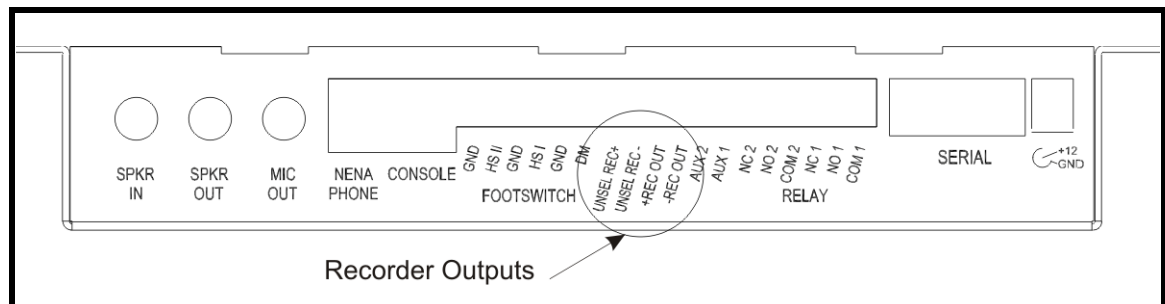 SPKR IN
SPKR OUT
MIC OUT
NENA PHONE
CONSOLE
GND
HS II
GND
HS I
GND
DM
FOOTSWITCH
UNSEL REC+
UNSEL REC-
+REC OUT
-REC OUT
AUX 2
AUX 1
NC 2
NO 2
COM 2
NC 1
NO 1
COM 1
RELAY
SERIAL
+12
GND
Recorder Outputs